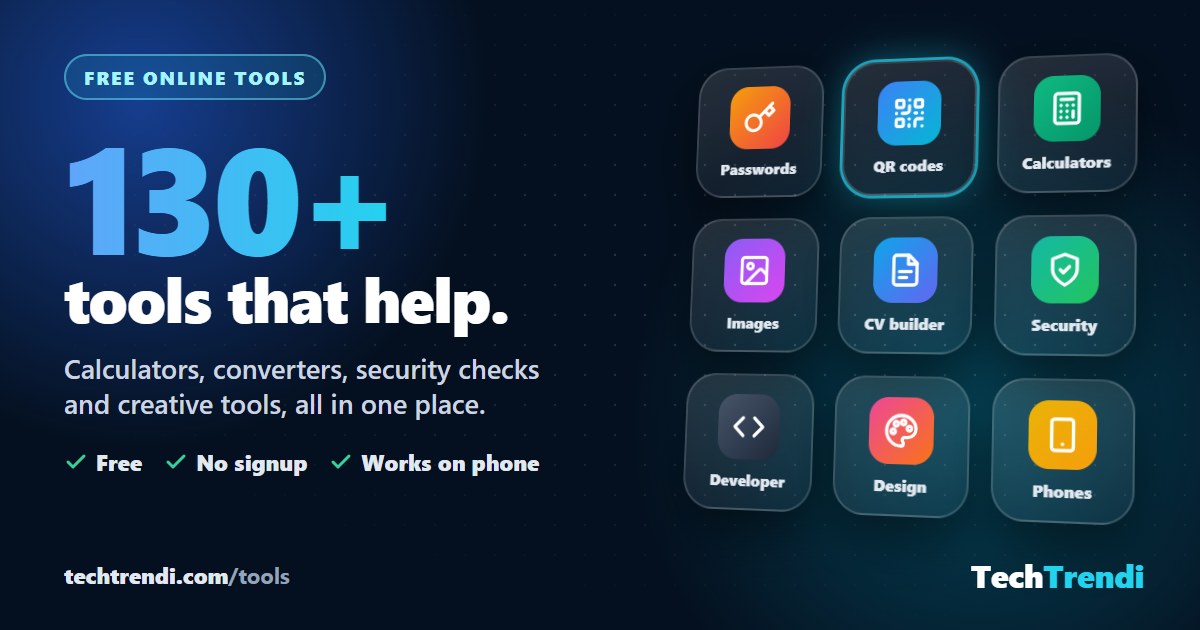 FREE ONLINE TOOLS
130+
tools that help.
Calculators, converters, security checks
and creative tools, all in one place.
Free
No signup
Works on phone
techtrendi.com/tools
Passwords
QR codes
Calculators
Images
CV builder
Security
Developer
Design
Phones
TechTrendi